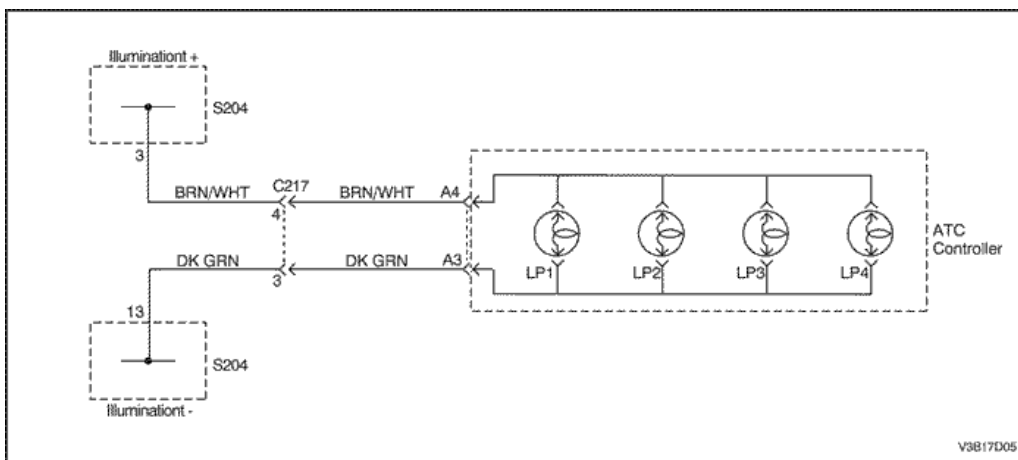 Illuminationt +
S204
3
BRN/WHT
C217
4
BRN/WHT
A4
DK GRN
3
DK GRN
A3
LP1
LP2
LP3
LP4
ATC
Controller
13
S204
Illuminationt -
V3B17D05